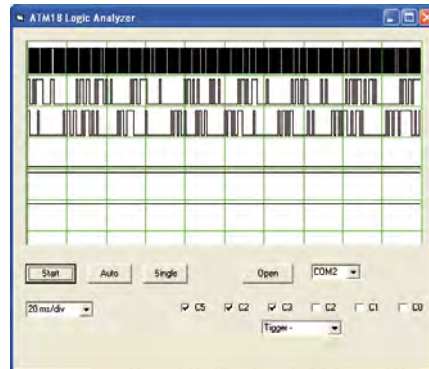 ATM18 Logic Analyzer
Start Auto Single Open COM2
20 ms/div C5 C2 C3 C2 C1 C0
Tigger -